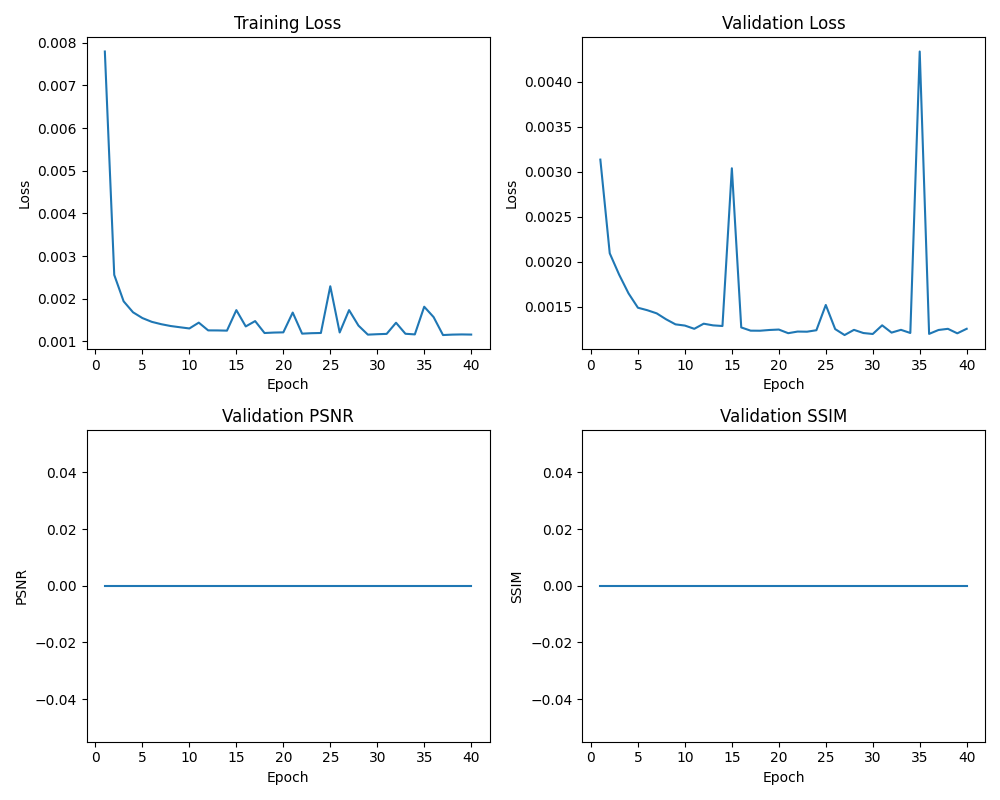 Training Loss
Loss
0.008
0.007
0.006
0.005
0.004
0.003
0.002
0.001
0 5 10 15 20 25 30 35 40
Epoch
Validation Loss
Loss
0.0040
0.0035
0.0030
0.0025
0.0020
0.0015
0 5 10 15 20 25 30 35 40
Epoch
Validation PSNR
PSNR
0.04
0.02
0.00
−0.02
−0.04
0 5 10 15 20 25 30 35 40
Epoch
Validation SSIM
SSIM
0.04
0.02
0.00
−0.02
−0.04
0 5 10 15 20 25 30 35 40
Epoch